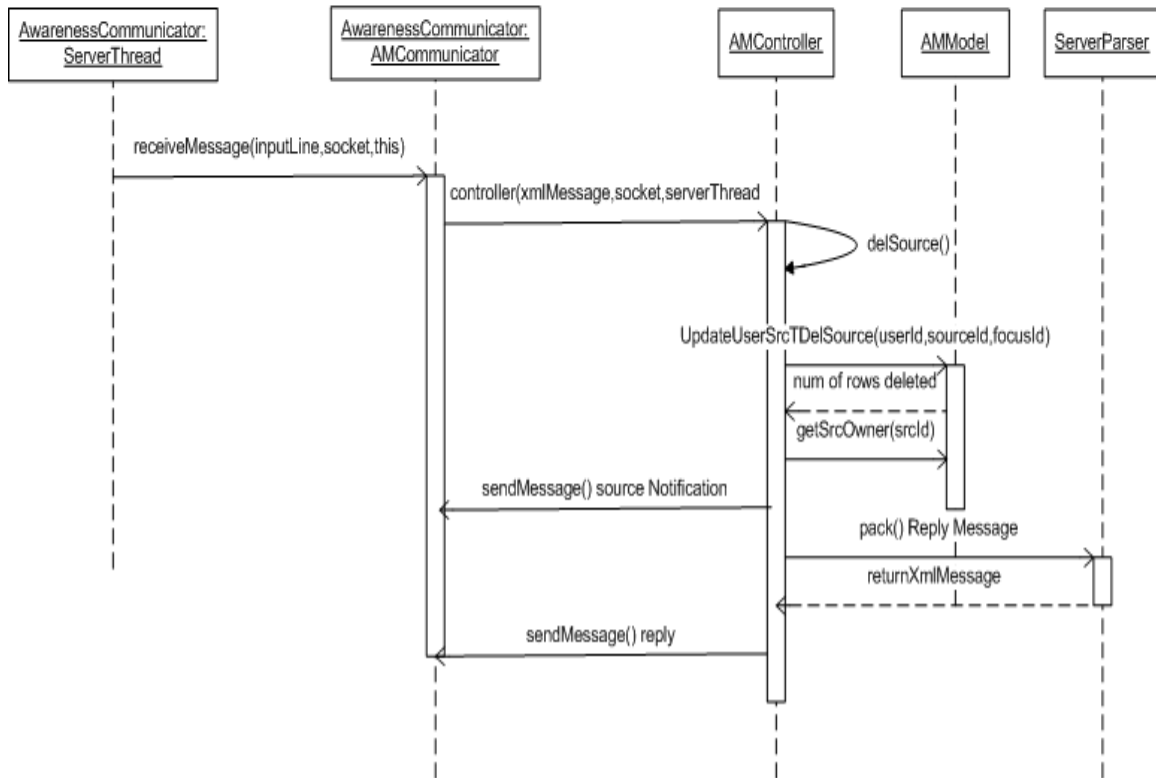 AwarenessCommunicator:
ServerThread
AwarenessCommunicator:
AMCommunicator
AMController
AMModel
ServerParser
receiveMessage(inputLine,socket,this)
controller(xmlMessage,socket,serverThread
delSource()
UpdateUserSrcTDelSource(userId,sourceId,focusId)
num of rows deleted
getSrcOwner(srcId)
sendMessage() source Notification
pack() Reply Message
returnXmlMessage
sendMessage() reply